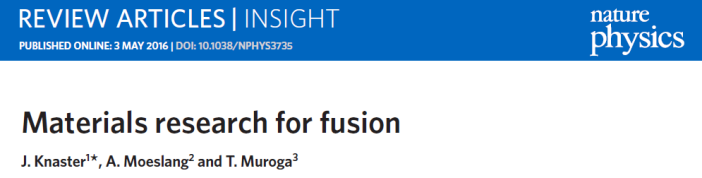 REVIEW ARTICLES | INSIGHT
PUBLISHED ONLINE: 3 MAY 2016 | DOI: 10.1038/NPHYS3735
nature
physics
Materials research for fusion
J. Knaster¹*, A. Moeslang² and T. Muroga³